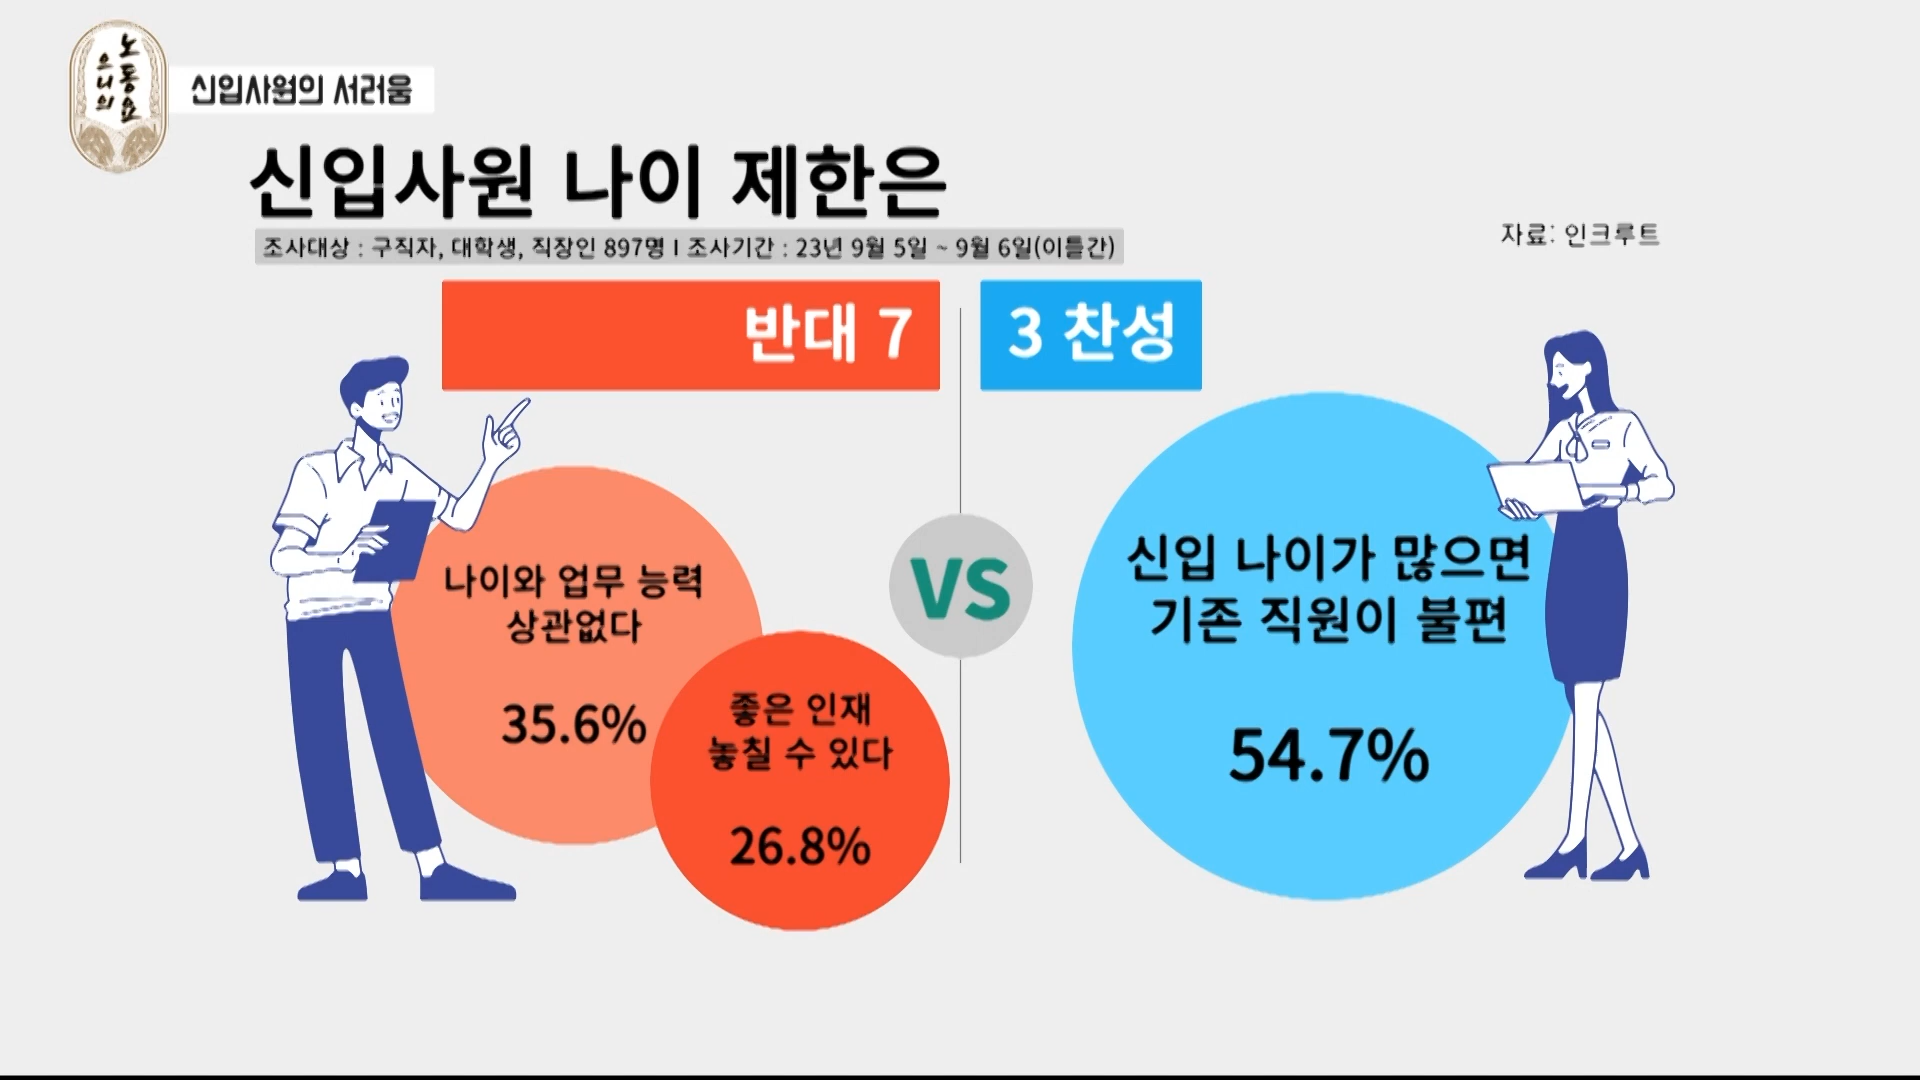 으니의
노동요
신입사원의 서러움
신입사원 나이 제한은
조사대상 : 구직자, 대학생, 직장인 897명 I 조사기간 : 23년 9월 5일 ~ 9월 6일(이틀간)
자료: 인크루트
반대 7
3 찬성
나이와 업무 능력
상관없다
35.6%
좋은 인재
놓칠 수 있다
26.8%
VS
신입 나이가 많으면
기존 직원이 불편
54.7%